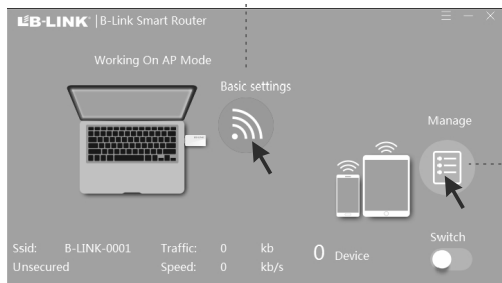 LB-LINK | B-Link Smart Router
Working On AP Mode
Basic settings
Manage
Ssid: B-LINK-0001 Traffic: 0 kb
Unsecured Speed: 0 kb/s
0 Device
Switch